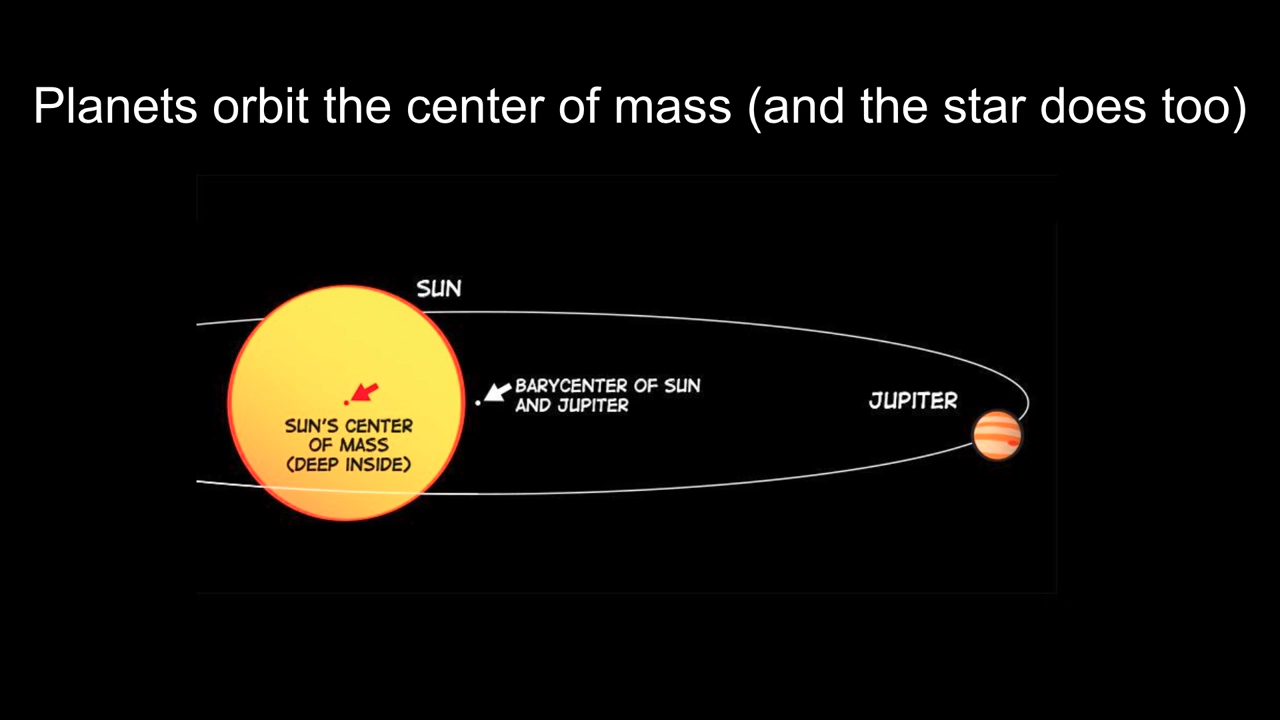 Planets orbit the center of mass (and the star does too)
SUN
BARYCENTER OF SUN
AND JUPITER
JUPITER
SUN'S CENTER
OF MASS
(DEEP INSIDE)